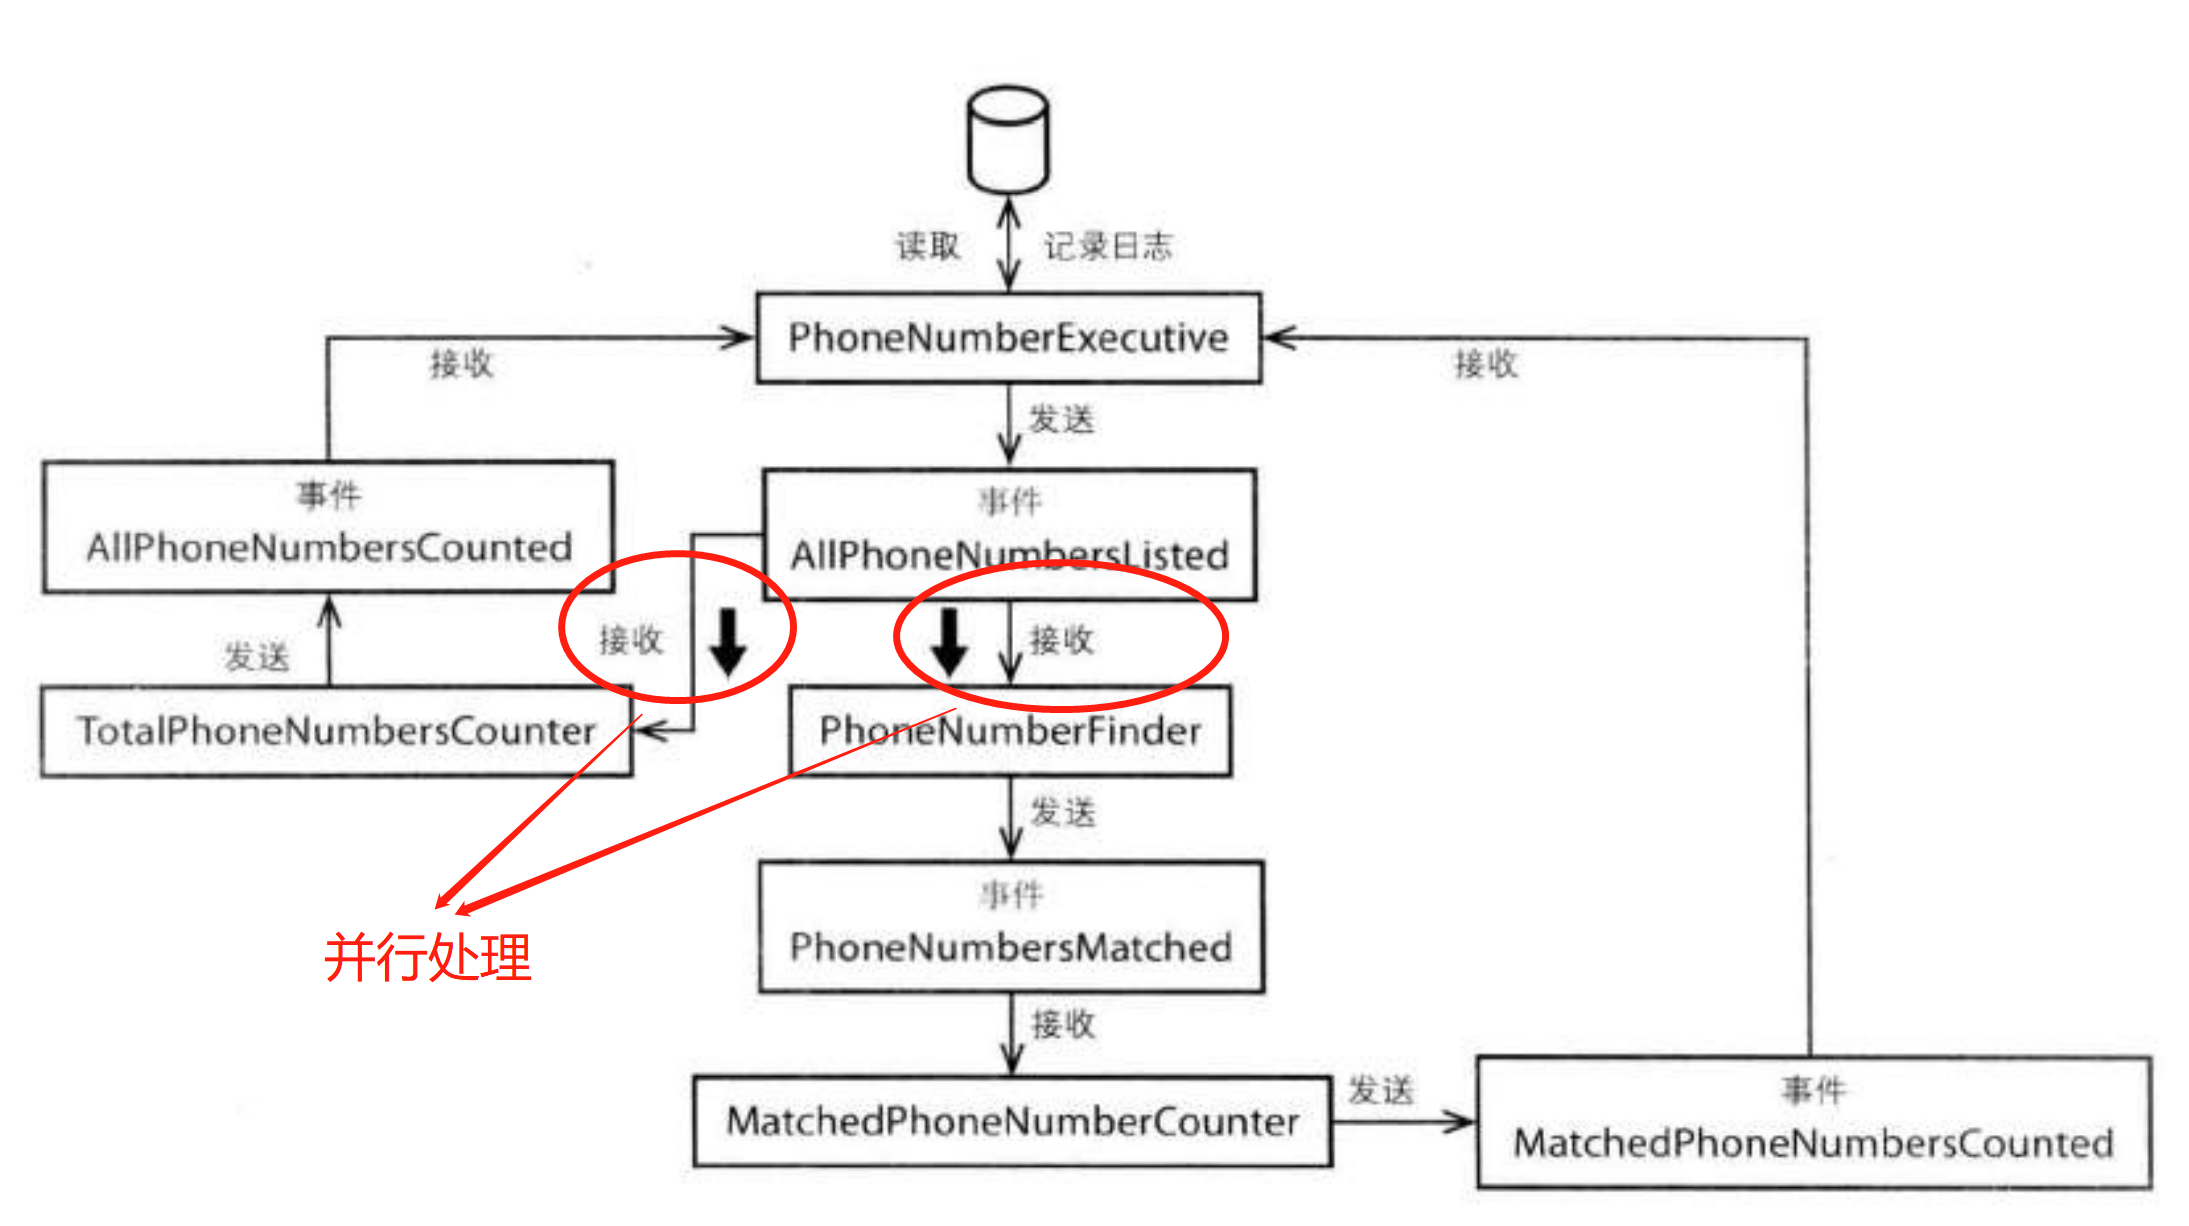 读取
记录日志
PhoneNumberExecutive
接收
接收
发送
事件
AllPhoneNumbersCounted
事件
AllPhoneNumbersListed
发送
接收
接收
TotalPhoneNumbersCounter
PhoneNumberFinder
发送
事件
PhoneNumbersMatched
并行处理
接收
MatchedPhoneNumberCounter
发送
事件
MatchedPhoneNumbersCounted